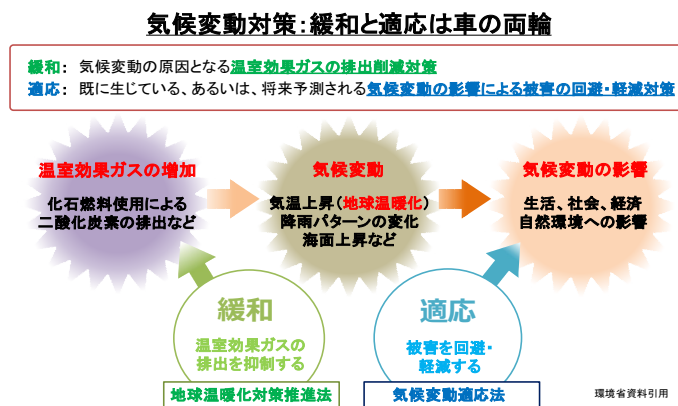 気候変動対策:緩和と適応は車の両輪
緩和: 気候変動の原因となる温室効果ガスの排出削減対策
適応: 既に生じている、あるいは、将来予測される気候変動の影響による被害の回避・軽減対策
温室効果ガスの増加
化石燃料使用による
二酸化炭素の排出など
気候変動
気温上昇(地球温暖化)
降雨パターンの変化
海面上昇など
気候変動の影響
生活、社会、経済
自然環境への影響
緩和
温室効果ガスの
排出を抑制する
地球温暖化対策推進法
適応
被害を回避・
軽減する
気候変動適応法
環境省資料引用